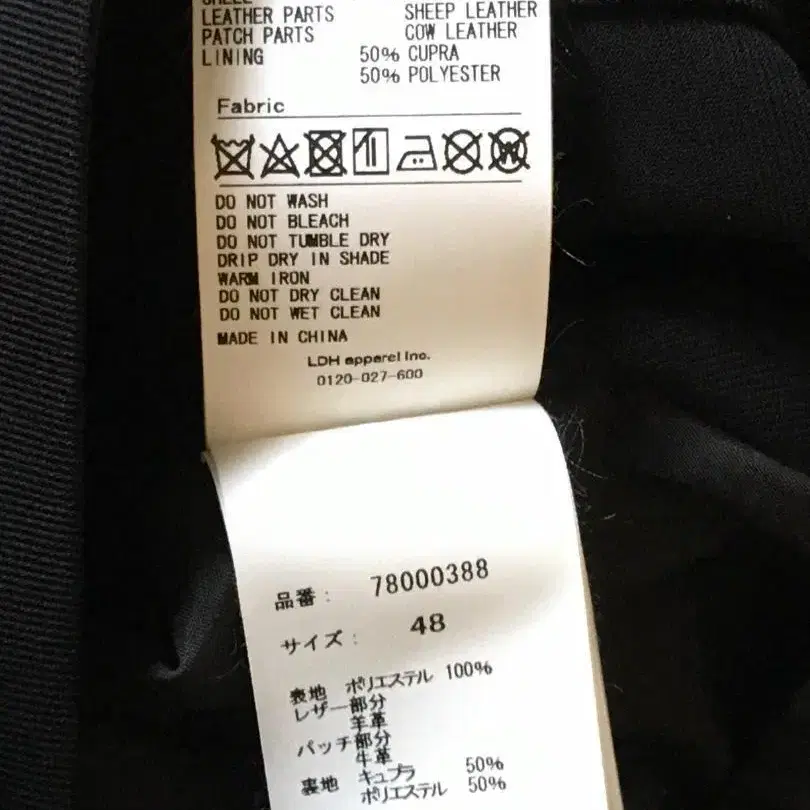 SHELL
LEATHER PARTS SHEEP LEATHER
PATCH PARTS COW LEATHER
LINING 50% CUPRA
50% POLYESTER
Fabric
DO NOT WASH
DO NOT BLEACH
DO NOT TUMBLE DRY
DRIP DRY IN SHADE
WARM IRON
DO NOT DRY CLEAN
DO NOT WET CLEAN
MADE IN CHINA
LDH apparel Inc.
0120-027-600
品番: 78000388
サイズ: 48
表地 ポリエステル 100%
レザー部分
羊革
パッチ部分
牛革
裏地 キュプラ 50%
ポリエステル 50%